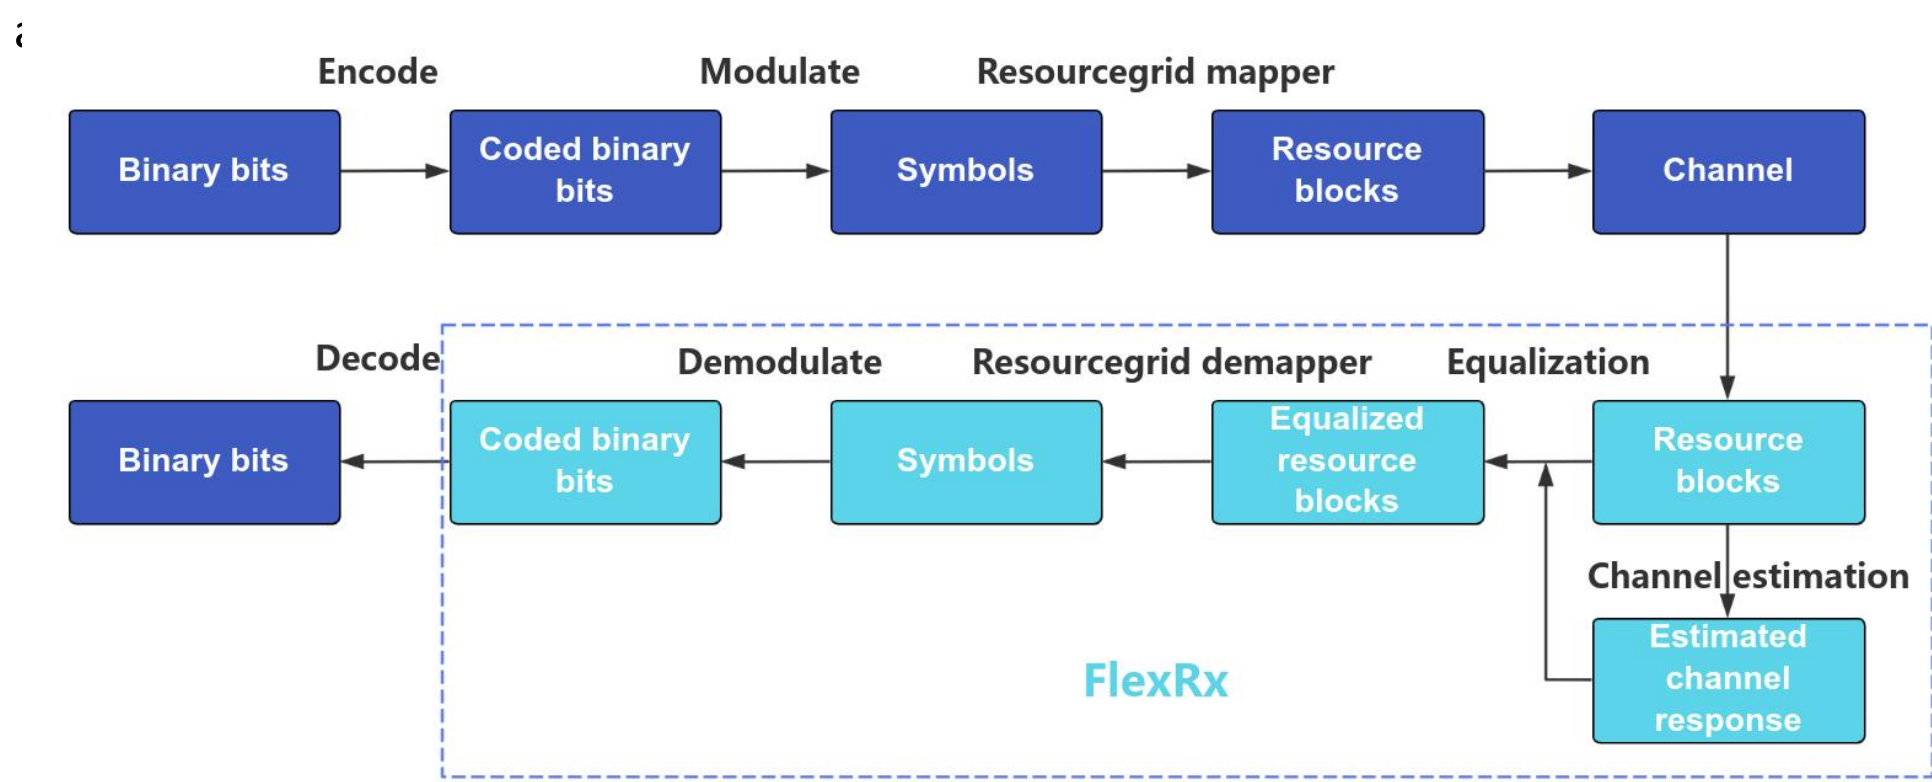 Encode
Modulate
Resourcegrid mapper
Binary bits
Coded binary
bits
Symbols
Resource
blocks
Channel
Decode
Demodulate
Resourcegrid demapper
Equalization
Binary bits
Coded binary
bits
Symbols
Equalized
resource
blocks
Resource
blocks
Channel estimation
Estimated
channel
response
FlexRx